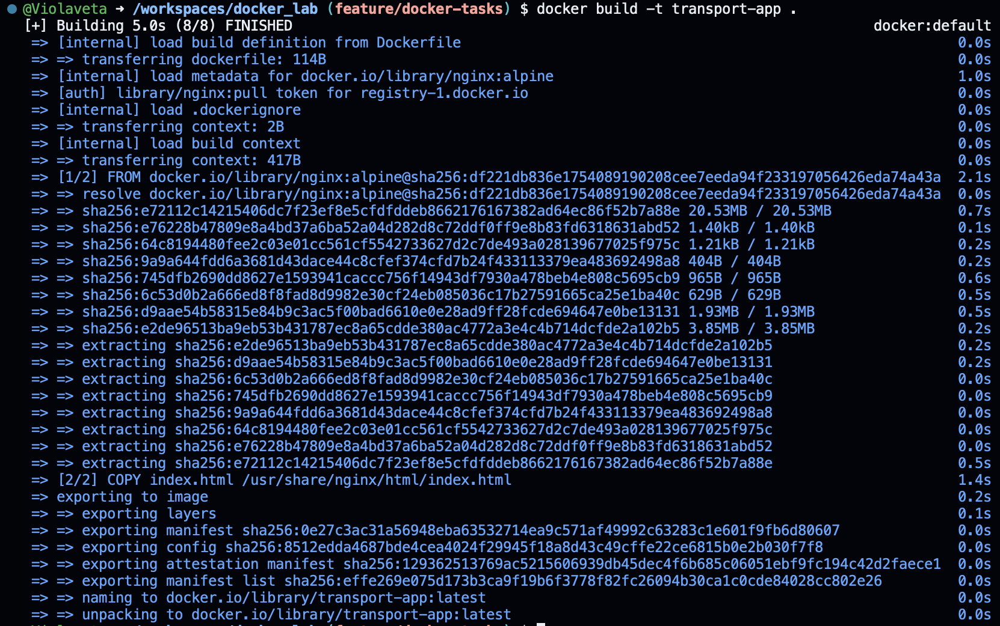 @Violaveta ➜ /workspaces/docker_lab (feature/docker-tasks) $ docker build -t transport-app .
[+] Building 5.0s (8/8) FINISHED docker:default
=> [internal] load build definition from Dockerfile 0.0s
=> => transferring dockerfile: 114B 0.0s
=> [internal] load metadata for docker.io/library/nginx:alpine 1.0s
=> [auth] library/nginx:pull token for registry-1.docker.io 0.0s
=> [internal] load .dockerignore 0.0s
=> => transferring context: 2B 0.0s
=> [internal] load build context 0.0s
=> => transferring context: 417B 0.0s
=> [1/2] FROM docker.io/library/nginx:alpine@sha256:df221db836e1754089190208cee7eeda94f233197056426eda74a43a 2.1s
=> => resolve docker.io/library/nginx:alpine@sha256:df221db836e1754089190208cee7eeda94f233197056426eda74a43a 0.0s
=> => sha256:e72112c14215406dc7f23ef8e5cfdfddeb8662176167382ad64ec86f52b7a88e 20.53MB / 20.53MB 0.7s
=> => sha256:e76228b47809e8a4bd37a6ba52a04d282d8c72ddf0ff9e8b83fd6318631abd52 1.40kB / 1.40kB 0.1s
=> => sha256:64c8194480fee2c03e01cc561cf5542733627d2c7de493a028139677025f975c 1.21kB / 1.21kB 0.2s
=> => sha256:9a9a644fdd6a3681d43dace44c8cfef374cfd7b24f433113379ea483692498a8 404B / 404B 0.2s
=> => sha256:745dfb2690dd8627e1593941caccc756f14943df7930a478beb4e808c5695cb9 965B / 965B 0.6s
=> => sha256:6c53d0b2a666ed8f8fad8d9982e30cf24eb085036c17b27591665ca25e1ba40c 629B / 629B 0.5s
=> => sha256:d9aae54b58315e84b9c3ac5f00bad6610e0e28ad9ff28fcde694647e0be13131 1.93MB / 1.93MB 0.5s
=> => sha256:e2de96513ba9eb53b431787ec8a65cdde380ac4772a3e4c4b714dcfde2a102b5 3.85MB / 3.85MB 0.2s
=> => extracting sha256:e2de96513ba9eb53b431787ec8a65cdde380ac4772a3e4c4b714dcfde2a102b5 0.2s
=> => extracting sha256:d9aae54b58315e84b9c3ac5f00bad6610e0e28ad9ff28fcde694647e0be13131 0.2s
=> => extracting sha256:6c53d0b2a666ed8f8fad8d9982e30cf24eb085036c17b27591665ca25e1ba40c 0.0s
=> => extracting sha256:745dfb2690dd8627e1593941caccc756f14943df7930a478beb4e808c5695cb9 0.0s
=> => extracting sha256:9a9a644fdd6a3681d43dace44c8cfef374cfd7b24f433113379ea483692498a8 0.0s
=> => extracting sha256:64c8194480fee2c03e01cc561cf5542733627d2c7de493a028139677025f975c 0.0s
=> => extracting sha256:e76228b47809e8a4bd37a6ba52a04d282d8c72ddf0ff9e8b83fd6318631abd52 0.0s
=> => extracting sha256:e72112c14215406dc7f23ef8e5cfdfddeb8662176167382ad64ec86f52b7a88e 0.5s
=> [2/2] COPY index.html /usr/share/nginx/html/index.html 1.4s
=> exporting to image 0.2s
=> => exporting layers 0.1s
=> => exporting manifest sha256:0e27c3ac31a56948eba63532714ea9c571af49992c63283c1e601f9fb6d80607 0.0s
=> => exporting config sha256:8512edda4687bde4cea4024f29945f18a8d43c49cffe22ce6815b0e2b030f7f8 0.0s
=> => exporting attestation manifest sha256:129362513769ac5215606939db45dec4f6b685c06051ebf9fc194c42d2faece1 0.0s
=> => exporting manifest list sha256:effe269e075d173b3ca9f19b6f3778f82fc26094b30ca1c0cde84028cc802e26 0.0s
=> => naming to docker.io/library/transport-app:latest 0.0s
=> => unpacking to docker.io/library/transport-app:latest 0.0s